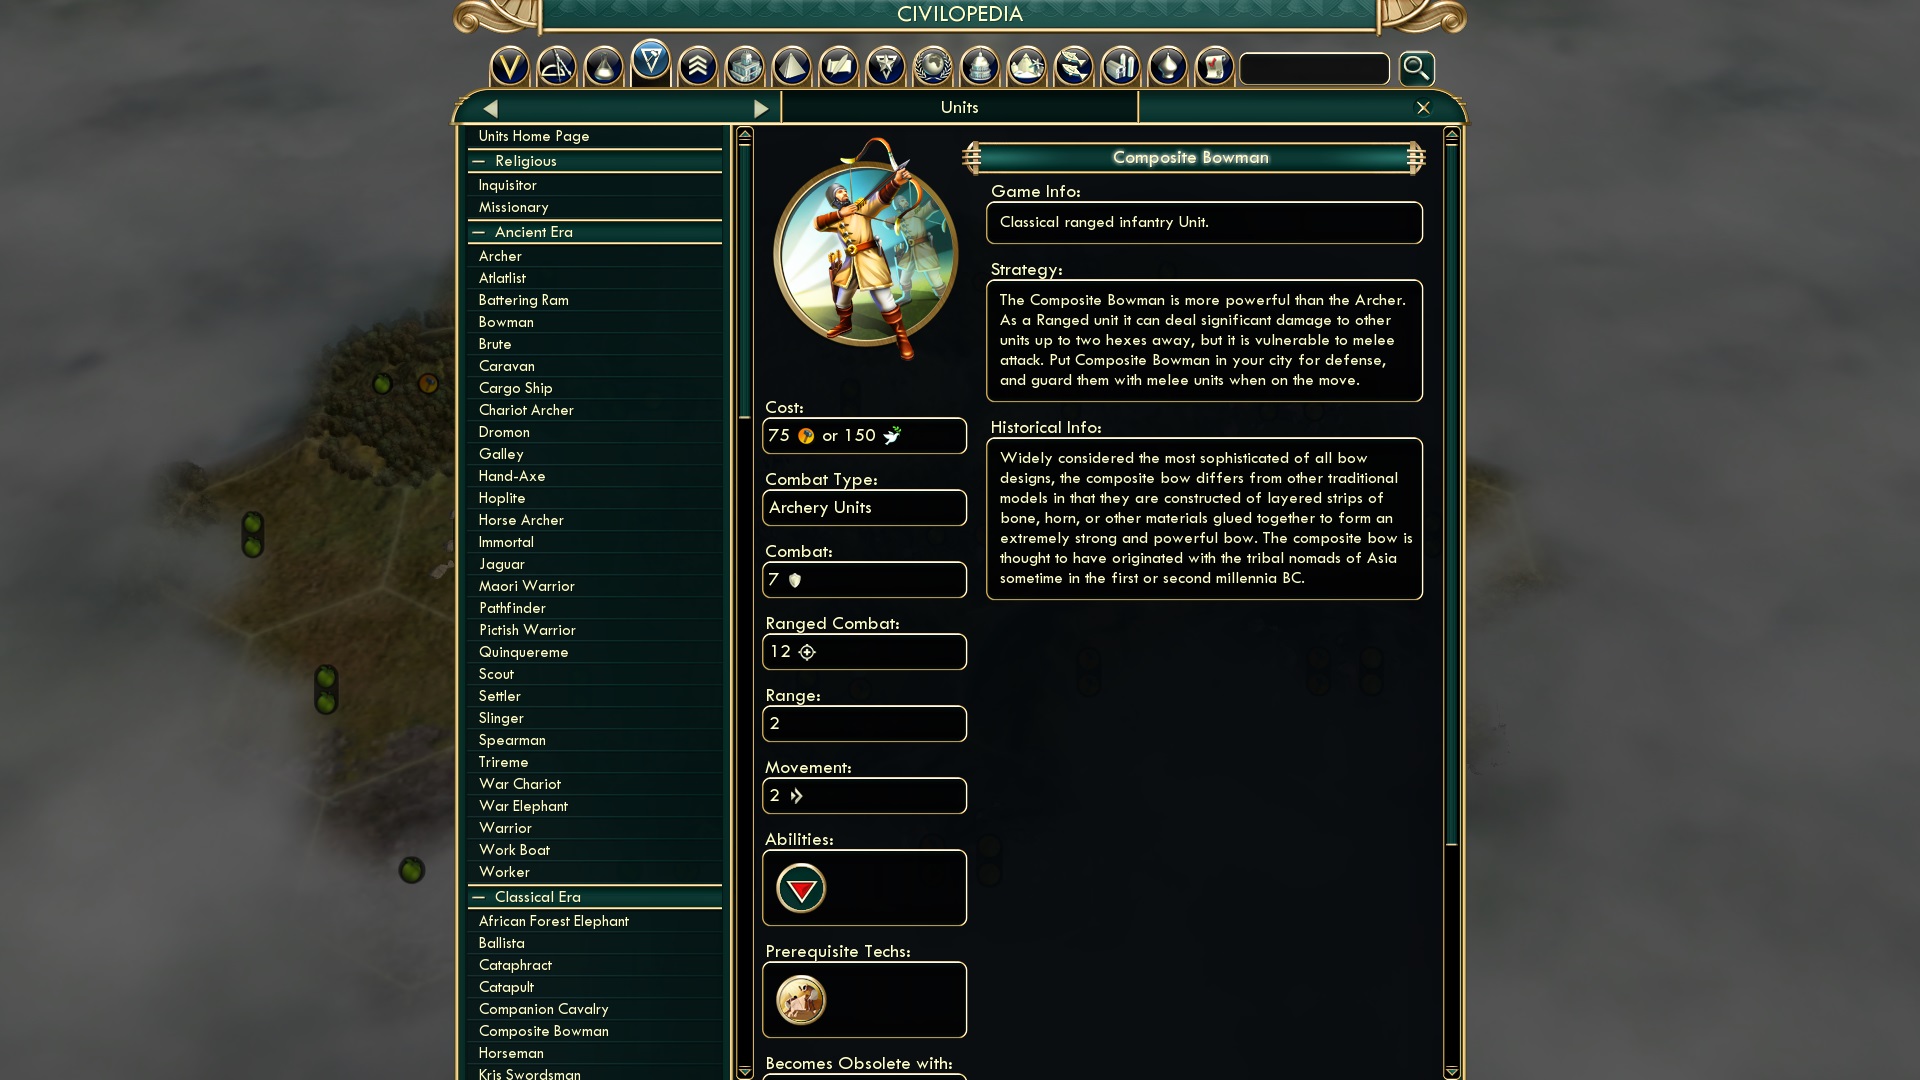 CIVILOPEDIA
Units
Units Home Page
Religious
Inquisitor
Missionary
Ancient Era
Archer
Atlatlist
Battering Ram
Bowman
Brute
Caravan
Cargo Ship
Chariot Archer
Dromon
Galley
Hand-Axe
Hoplite
Horse Archer
Immortal
Jaguar
Maori Warrior
Pathfinder
Pictish Warrior
Quinquereme
Scout
Settler
Slinger
Spearman
Trireme
War Chariot
War Elephant
Warrior
Work Boat
Worker
Classical Era
African Forest Elephant
Ballista
Cataphract
Catapult
Companion Cavalry
Composite Bowman
Horseman
Kris Swordsman
Cost:
75 or 150
Combat Type:
Archery Units
Combat:
7
Ranged Combat:
12
Range:
2
Movement:
2
Abilities:
Prerequisite Techs:
Becomes Obsolete with:
Composite Bowman
Game Info:
Classical ranged infantry Unit.
Strategy:
The Composite Bowman is more powerful than the Archer.
As a Ranged unit it can deal significant damage to other
units up to two hexes away, but it is vulnerable to melee
attack. Put Composite Bowman in your city for defense,
and guard them with melee units when on the move.
Historical Info:
Widely considered the most sophisticated of all bow
designs, the composite bow differs from other traditional
models in that they are constructed of layered strips of
bone, horn, or other materials glued together to form an
extremely strong and powerful bow. The composite bow is
thought to have originated with the tribal nomads of Asia
sometime in the first or second millennia BC.